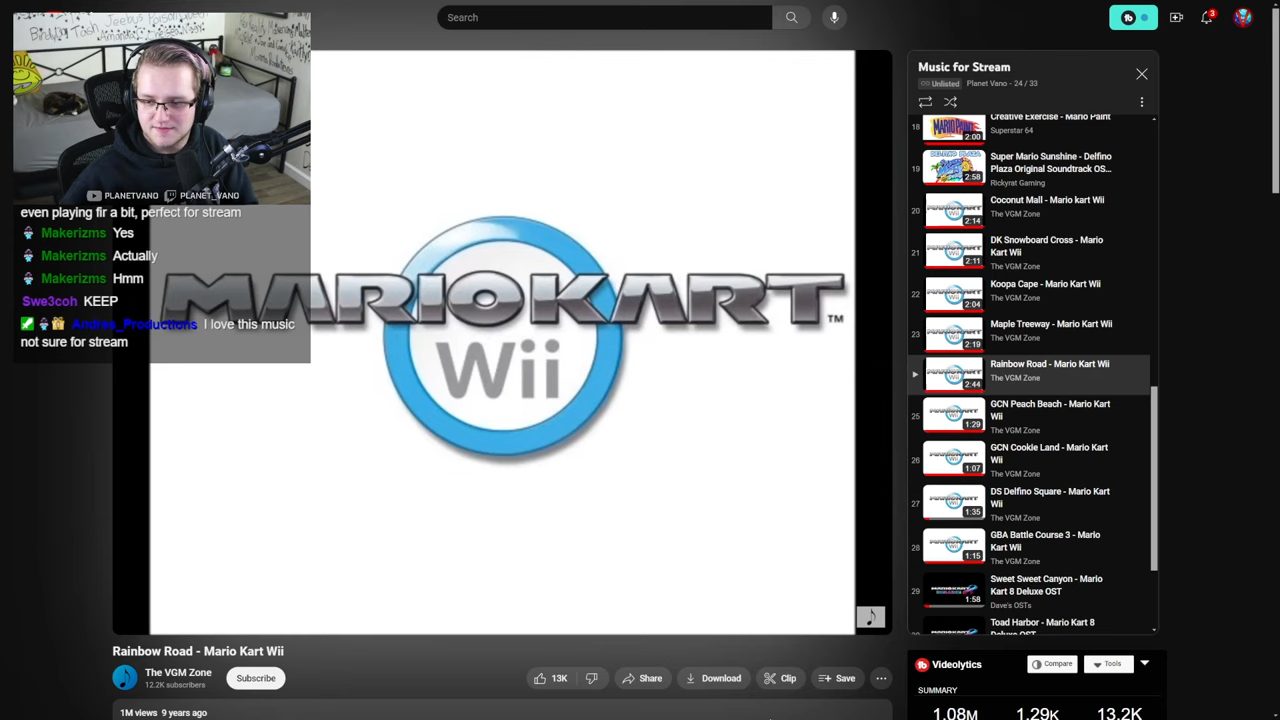 Search
3
PLANETVANO PLANET_VANO
even playing fir a bit, perfect for stream
Makerizms Yes
Makerizms Actually
Makerizms Hmm
Swe3coh KEEP
Andres_Productions I love this music
not sure for stream
MARIOKART™
Wii
Music for Stream
Unlisted Planet Vano - 24 / 33
18
Creative Exercise - Mario Paint
Superstar 64
2:00
19
Super Mario Sunshine - Delfino
Plaza Original Soundtrack OS...
Rickyrat Gaming
2:58
20
Coconut Mall - Mario kart Wii
The VGM Zone
2:14
21
DK Snowboard Cross - Mario
Kart Wii
The VGM Zone
2:11
22
Koopa Cape - Mario Kart Wii
The VGM Zone
2:04
23
Maple Treeway - Mario Kart Wii
The VGM Zone
2:19
Rainbow Road - Mario Kart Wii
The VGM Zone
2:44
25
GCN Peach Beach - Mario Kart
Wii
The VGM Zone
1:29
26
GCN Cookie Land - Mario Kart
Wii
The VGM Zone
1:07
27
DS Delfino Square - Mario Kart
Wii
The VGM Zone
1:35
28
GBA Battle Course 3 - Mario
Kart Wii
The VGM Zone
1:15
29
Sweet Sweet Canyon - Mario
Kart 8 Deluxe OST
Dave's OSTs
1:58
Toad Harbor - Mario Kart 8
Deluxe OST
Rainbow Road - Mario Kart Wii
The VGM Zone
12.2K subscribers
Subscribe
13K
Share
Download
Clip
Save
1M views 9 years ago
Videolytics
Compare
Tools
SUMMARY
1.08M 1.29K 13.2K